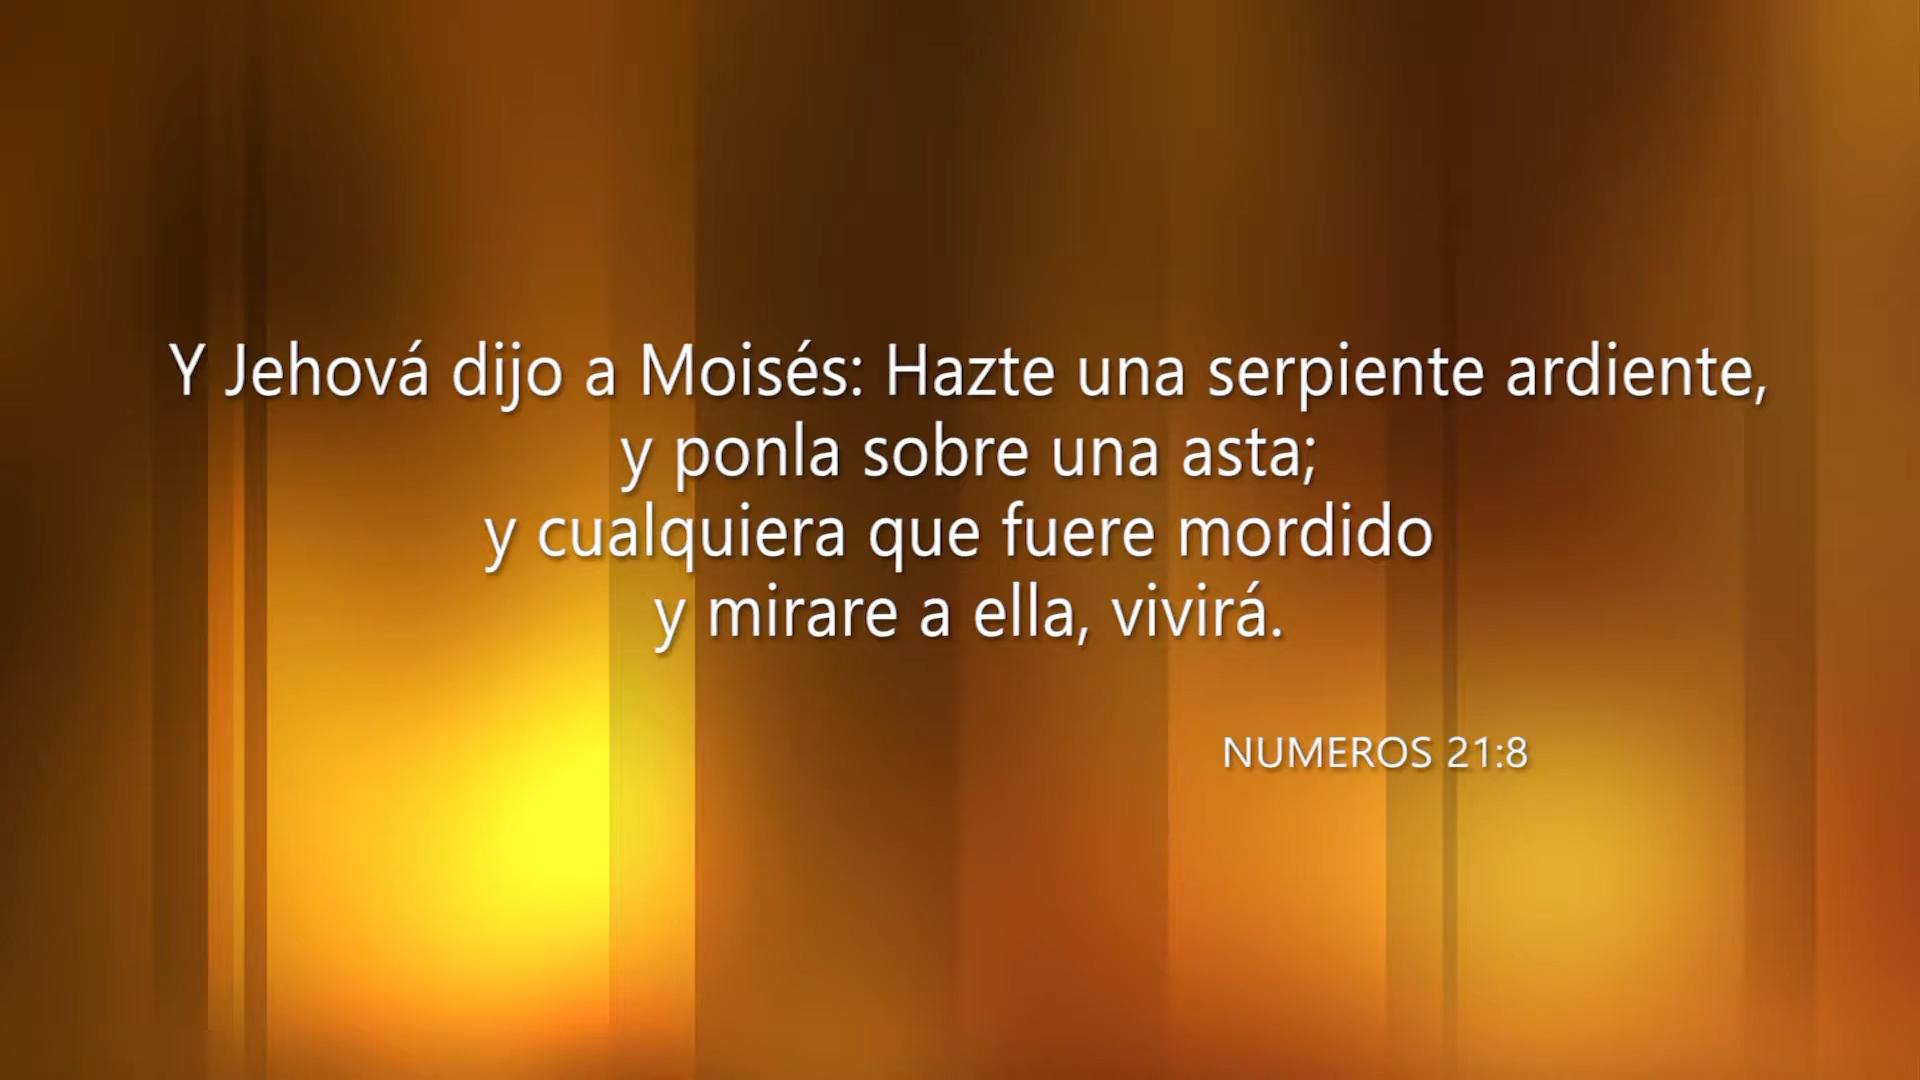 Y Jehová dijo a Moisés: Hazte una serpiente ardiente,
y ponla sobre una asta;
y cualquiera que fuere mordido
y mirare a ella, vivirá.
NUMEROS 21:8